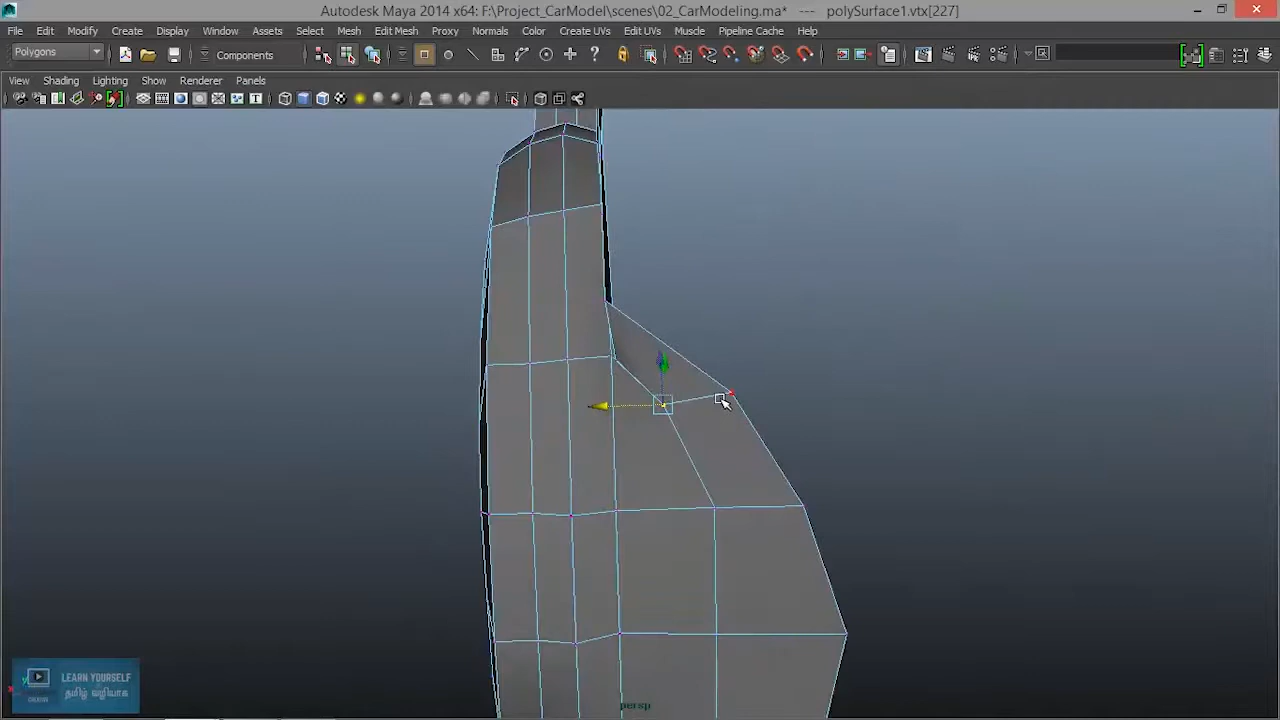 Autodesk Maya 2014 x64: F:\Project_CarModel\scenes\02_CarModeling.ma* --- polySurface1.vtx[227]
File Edit Modify Create Display Window Assets Select Mesh Edit Mesh Proxy Normals Color Create UVs Edit UVs Muscle Pipeline Cache Help
Polygons Components
View Shading Lighting Show Renderer Panels
LEARN YOURSELF
தமிழ் வழியாக
persp